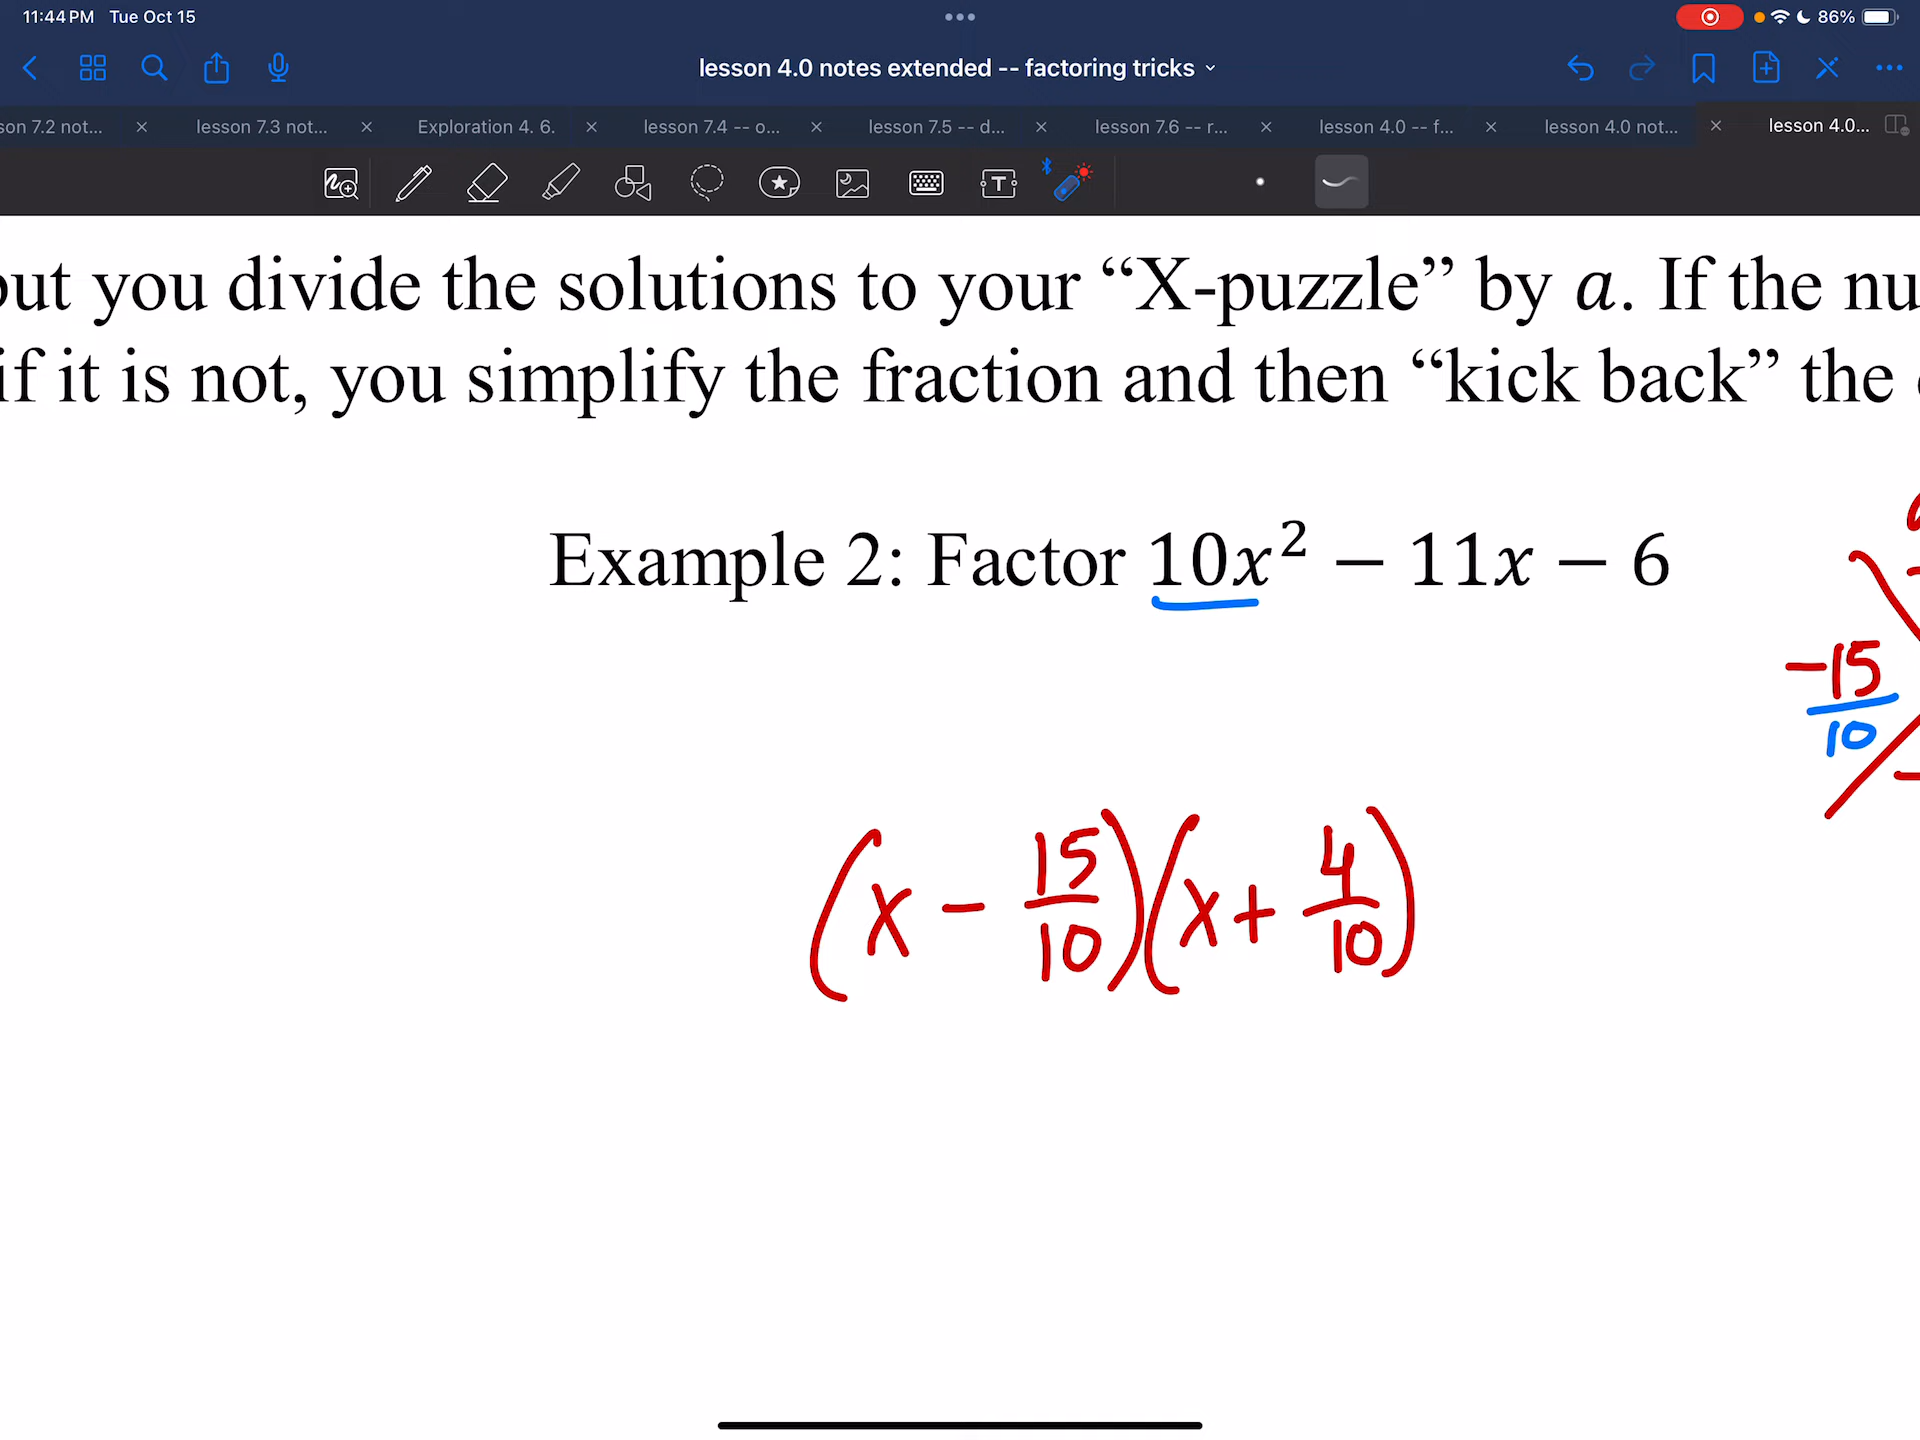 11:44 PM Tue Oct 15 86%
lesson 4.0 notes extended -- factoring tricks
son 7.2 not... lesson 7.3 not... Exploration 4. 6. lesson 7.4 -- o... lesson 7.5 -- d... lesson 7.6 -- r... lesson 4.0 -- f... lesson 4.0 not... lesson 4.0...
out you divide the solutions to your “X-puzzle” by a. If the nu
if it is not, you simplify the fraction and then “kick back” the
Example 2: Factor 10x² − 11x − 6
-15/10
(x - 15/10)(x + 4/10)